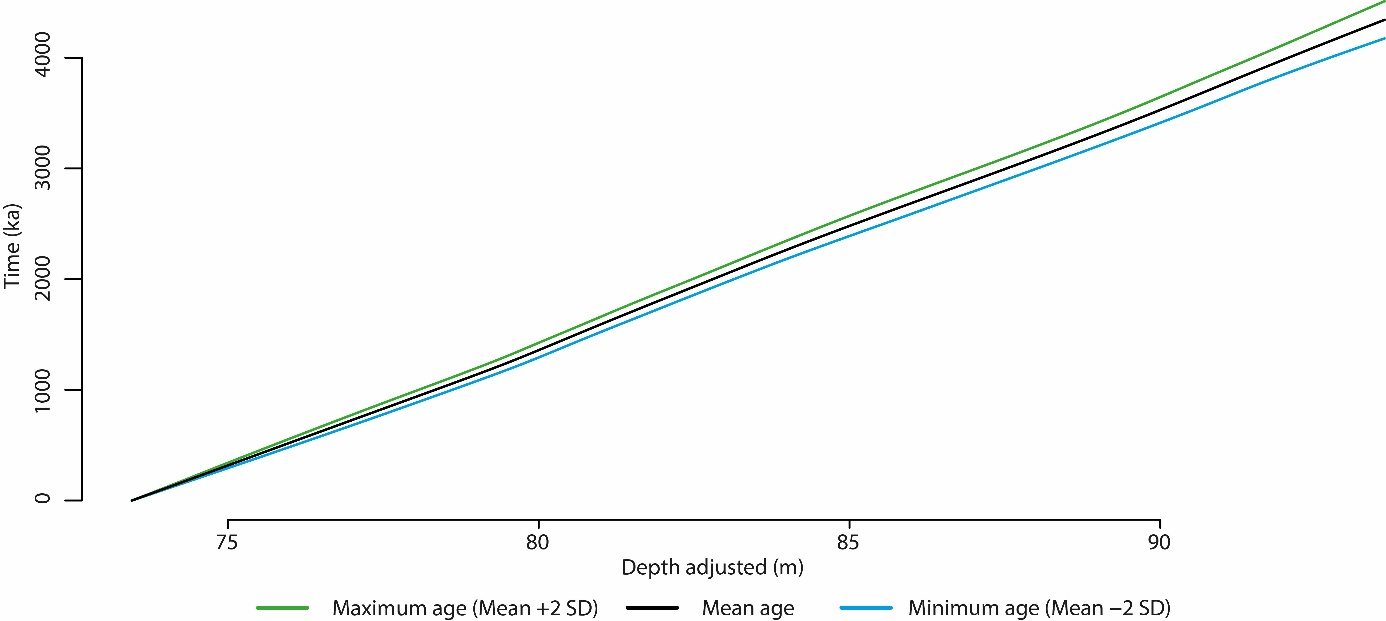 4000
3000
2000
1000
0
Time (ka)
75 80 85 90
Depth adjusted (m)
Maximum age (Mean +2 SD) Mean age Minimum age (Mean −2 SD)